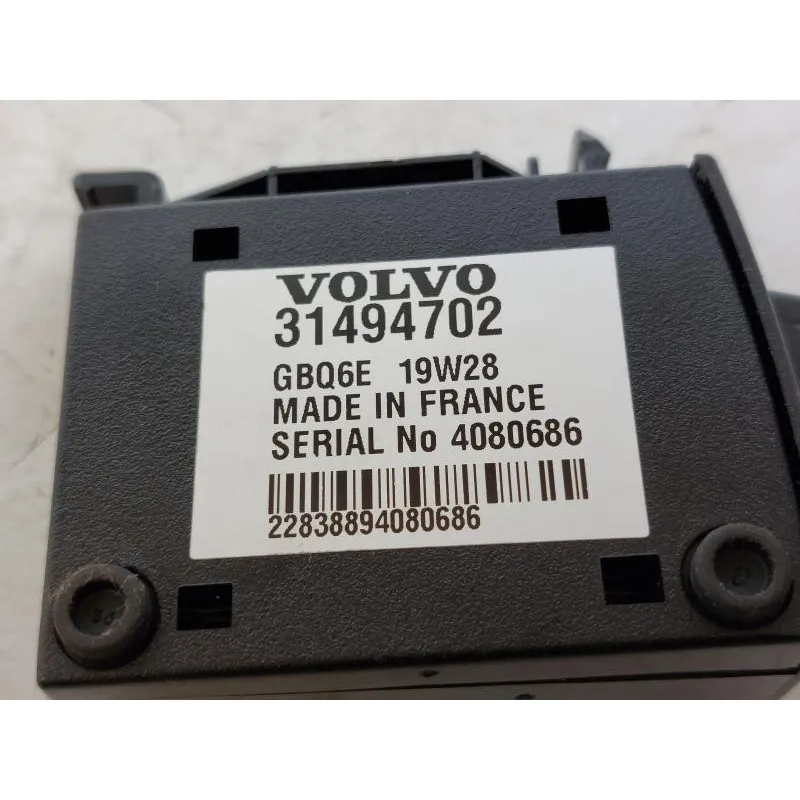 VOLVO
31494702
GBQ6E 19W28
MADE IN FRANCE
SERIAL No 4080686
22838894080686